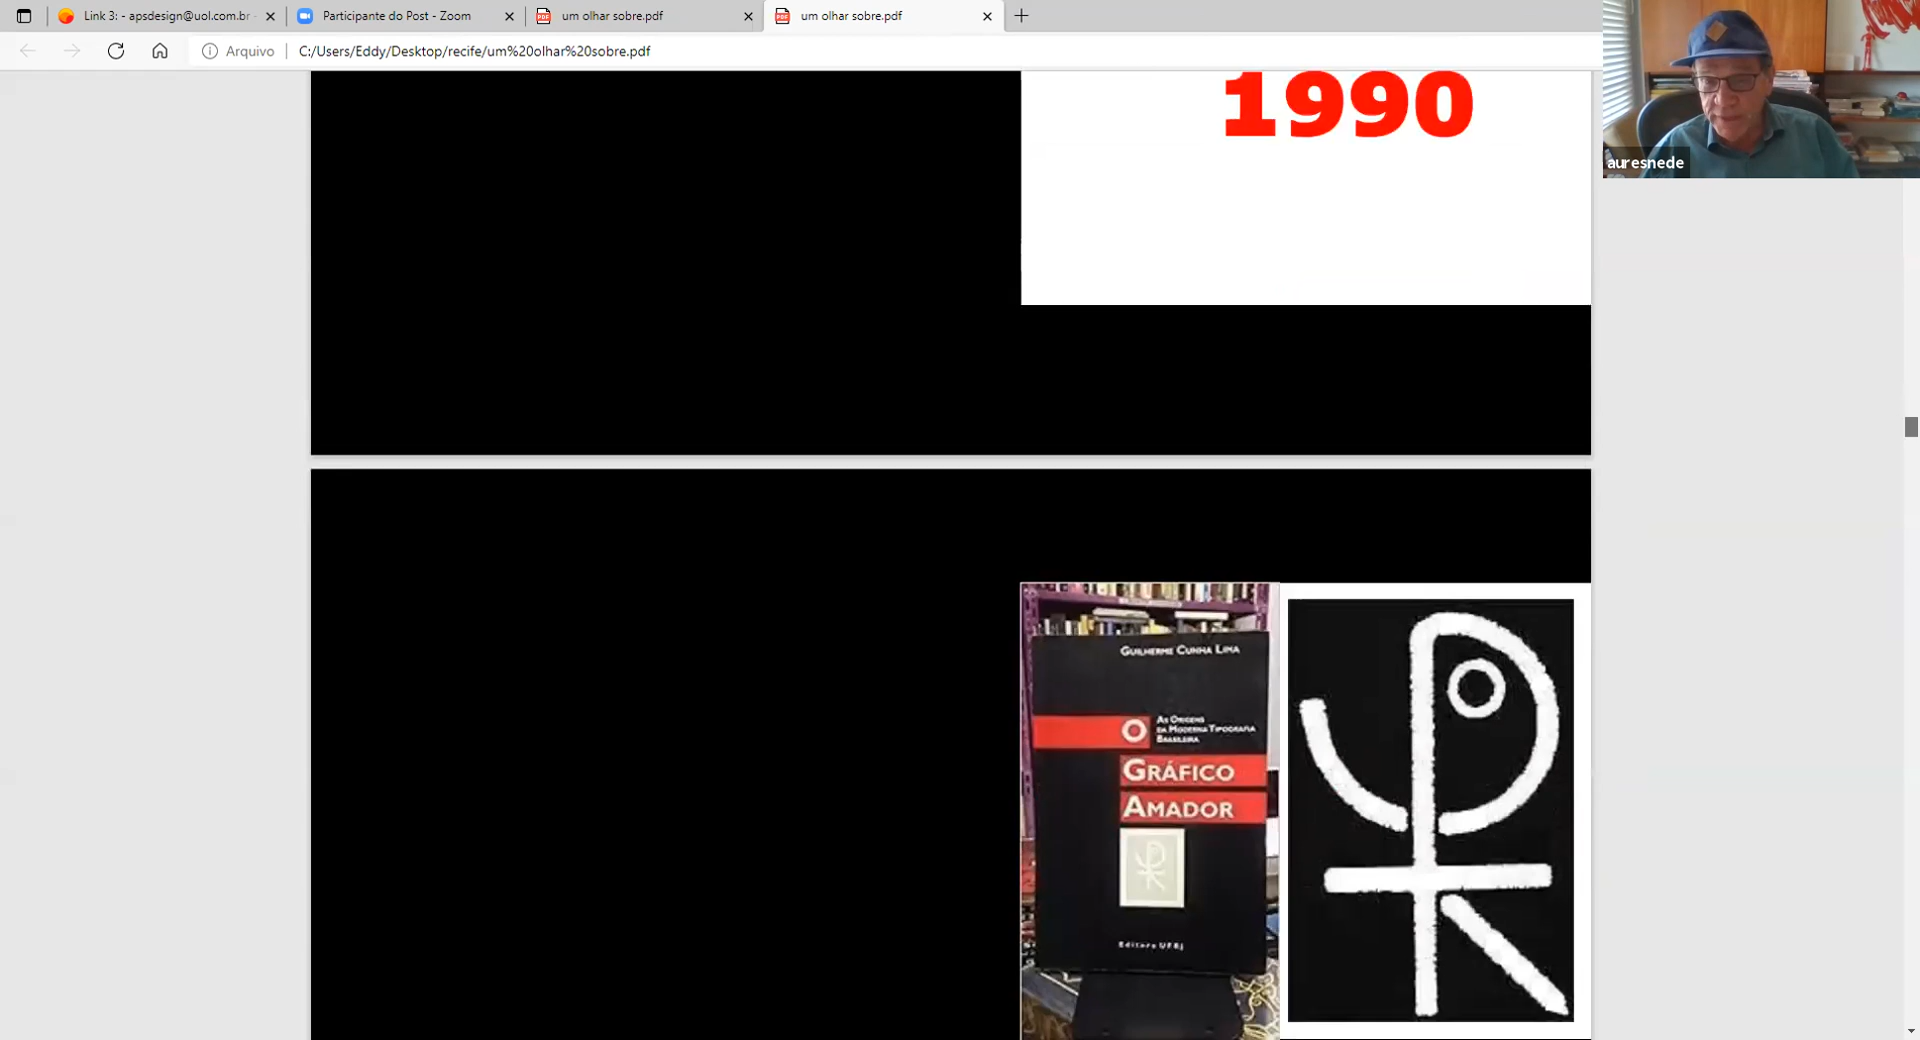 Link 3: - apsdesign@uol.com.br -
Participante do Post - Zoom
um olhar sobre.pdf
um olhar sobre.pdf
Arquivo
C:/Users/Eddy/Desktop/recife/um%20olhar%20sobre.pdf
auresnede
1990
GUILHERME CUNHA LIMA
O
AS ORIGENS
DA MODERNA TIPOGRAFIA
BRASILEIRA
GRÁFICO
AMADOR
Editora UFRJ